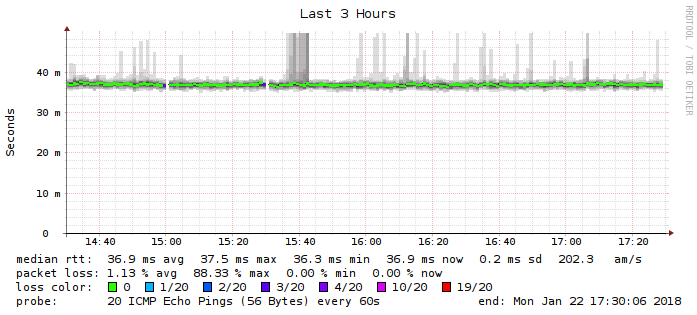 Last 3 Hours
RRDTOOL / TOBI OETIKER
Seconds
40 m
30 m
20 m
10 m
0
14:40 15:00 15:20 15:40 16:00 16:20 16:40 17:00 17:20
median rtt: 36.9 ms avg 37.5 ms max 36.3 ms min 36.9 ms now 0.2 ms sd 202.3 am/s
packet loss: 1.13 % avg 88.33 % max 0.00 % min 0.00 % now
loss color: 0 1/20 2/20 3/20 4/20 10/20 19/20
probe: 20 ICMP Echo Pings (56 Bytes) every 60s end: Mon Jan 22 17:30:06 2018